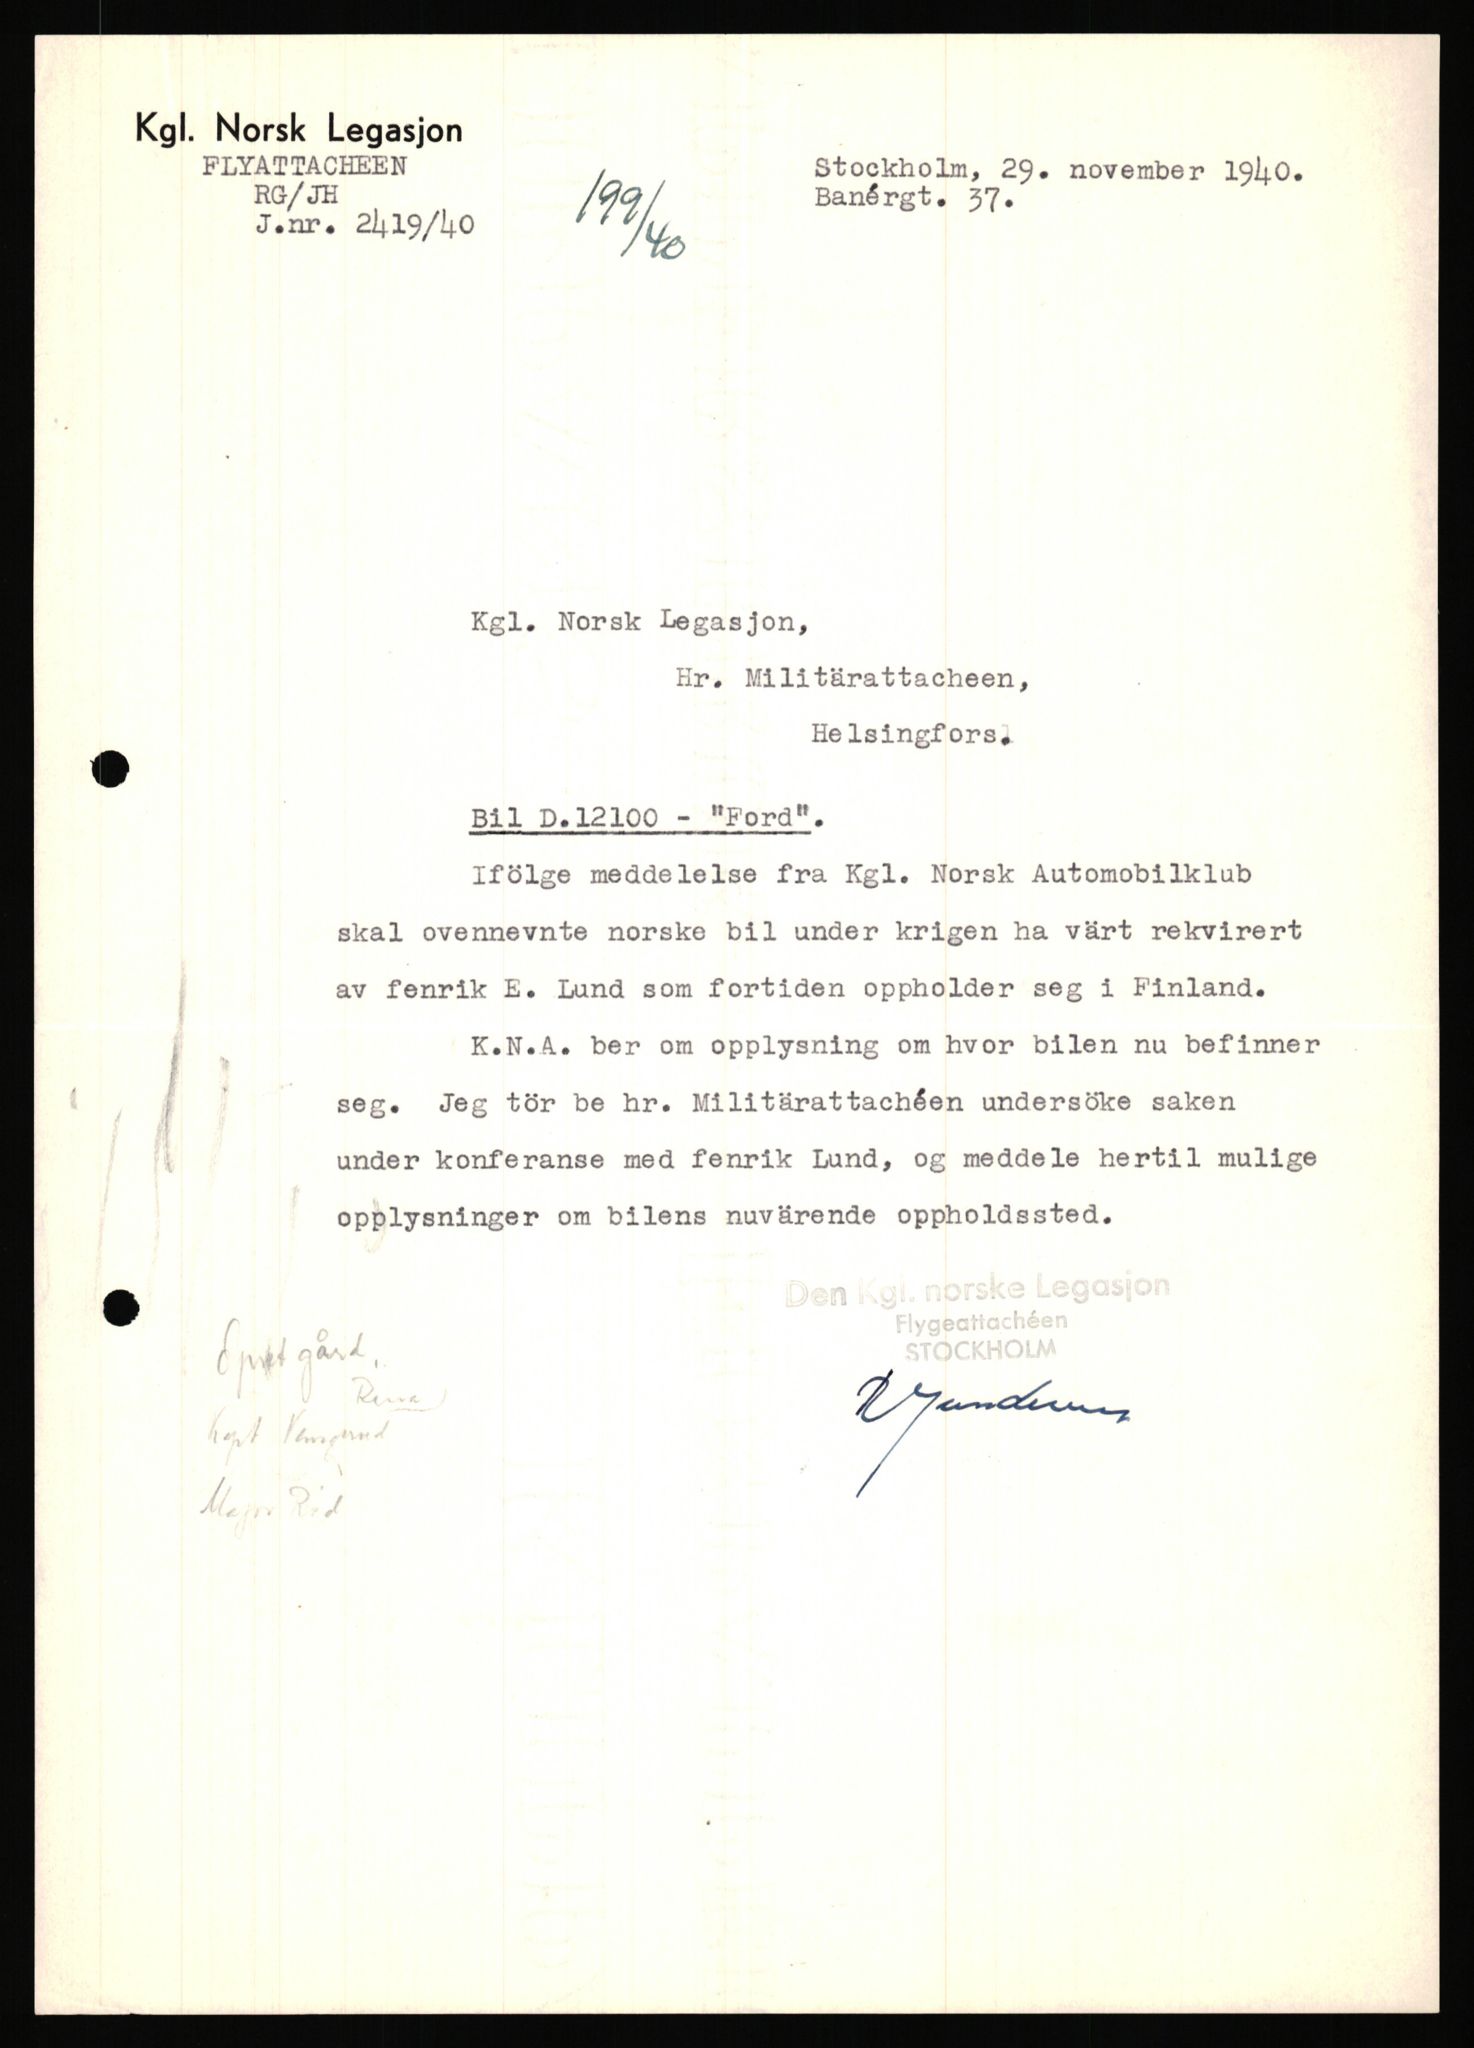 Kgl. Norsk Legasjon
FLYATTACHEEN
RG/JH
J.nr. 2419/40
199/40
Stockholm, 29. november 1940.
Banérgt. 37.
Kgl. Norsk Legasjon,
Hr. Militärattacheen,
Helsingfors.
Bil D.12100 - "Ford".
Ifölge meddelelse fra Kgl. Norsk Automobilklub
skal ovennevnte norske bil under krigen ha värt rekvirert
av fenrik E. Lund som fortiden oppholder seg i Finland.
K.N.A. ber om opplysning om hvor bilen nu befinner
seg. Jeg tör be hr. Militärattachéen undersöke saken
under konferanse med fenrik Lund, og meddele hertil mulige
opplysninger om bilens nuvärende oppholdssted.
Den Kgl. norske Legasjon
Flygeattachéen
STOCKHOLM
gård,
Rena
Kapt
Major